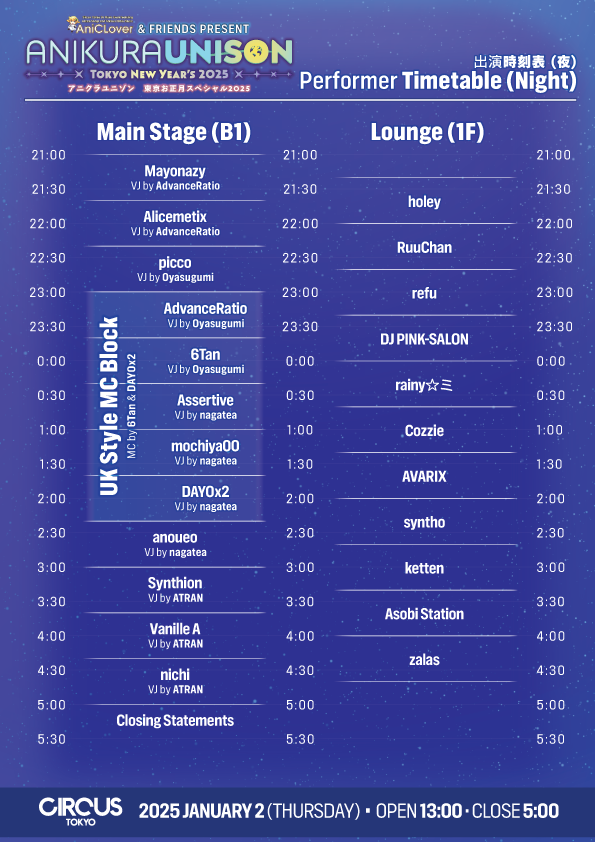 AniClover & FRIENDS PRESENT
ANIKURAUNISON
TOKYO NEW YEAR'S 2025
アニクラユニゾン 東京お正月スペシャル2025
出演時刻表 (夜)
Performer Timetable (Night)
Main Stage (B1)
Lounge (1F)
21:00 21:00 21:00
Mayonazy
VJ by AdvanceRatio
21:30 21:30 21:30
holey
Alicemetix
VJ by AdvanceRatio
22:00 22:00 22:00
RuuChan
picco
VJ by Oyasugumi
22:30 22:30 22:30
refu
23:00 23:00 23:00
UK Style MC Block
MC by 6Tan & DAYOx2
AdvanceRatio
VJ by Oyasugumi
23:30 23:30 23:30
DJ PINK-SALON
6Tan
VJ by Oyasugumi
0:00 0:00 0:00
rainy☆ミ
Assertive
VJ by nagatea
0:30 0:30 0:30
Cozzie
1:00 1:00 1:00
mochiya00
VJ by nagatea
1:30 1:30 1:30
AVARIX
DAYOx2
VJ by nagatea
2:00 2:00 2:00
syntho
anoueo
VJ by nagatea
2:30 2:30 2:30
ketten
3:00 3:00 3:00
Synthion
VJ by ATRAN
3:30 3:30 3:30
Asobi Station
Vanille A
VJ by ATRAN
4:00 4:00 4:00
zalas
nichi
VJ by ATRAN
4:30 4:30 4:30
5:00 5:00 5:00
Closing Statements
5:30 5:30 5:30
CIRCUS
TOKYO
2025 JANUARY 2 (THURSDAY) ・ OPEN 13:00・CLOSE 5:00